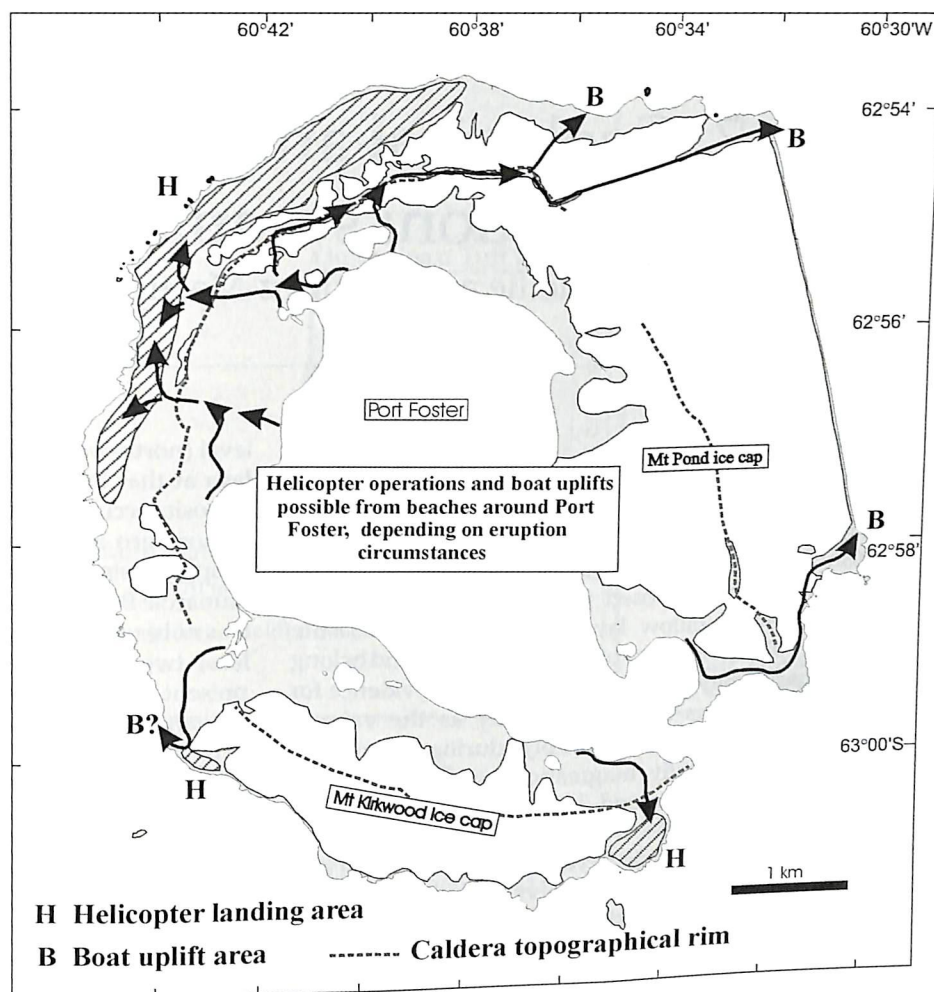 60°42'
60°38'
60°34'
60°30'W
B
62°54'
B
H
62°56'
Port Foster
Mt Pond ice cap
Helicopter operations and boat uplifts
possible from beaches around Port
Foster, depending on eruption
circumstances
B
62°58'
B?
63°00'S
H
Mt Kirkwood Ice cap
H
1 km
H Helicopter landing area
B Boat uplift area
Caldera topographical rim